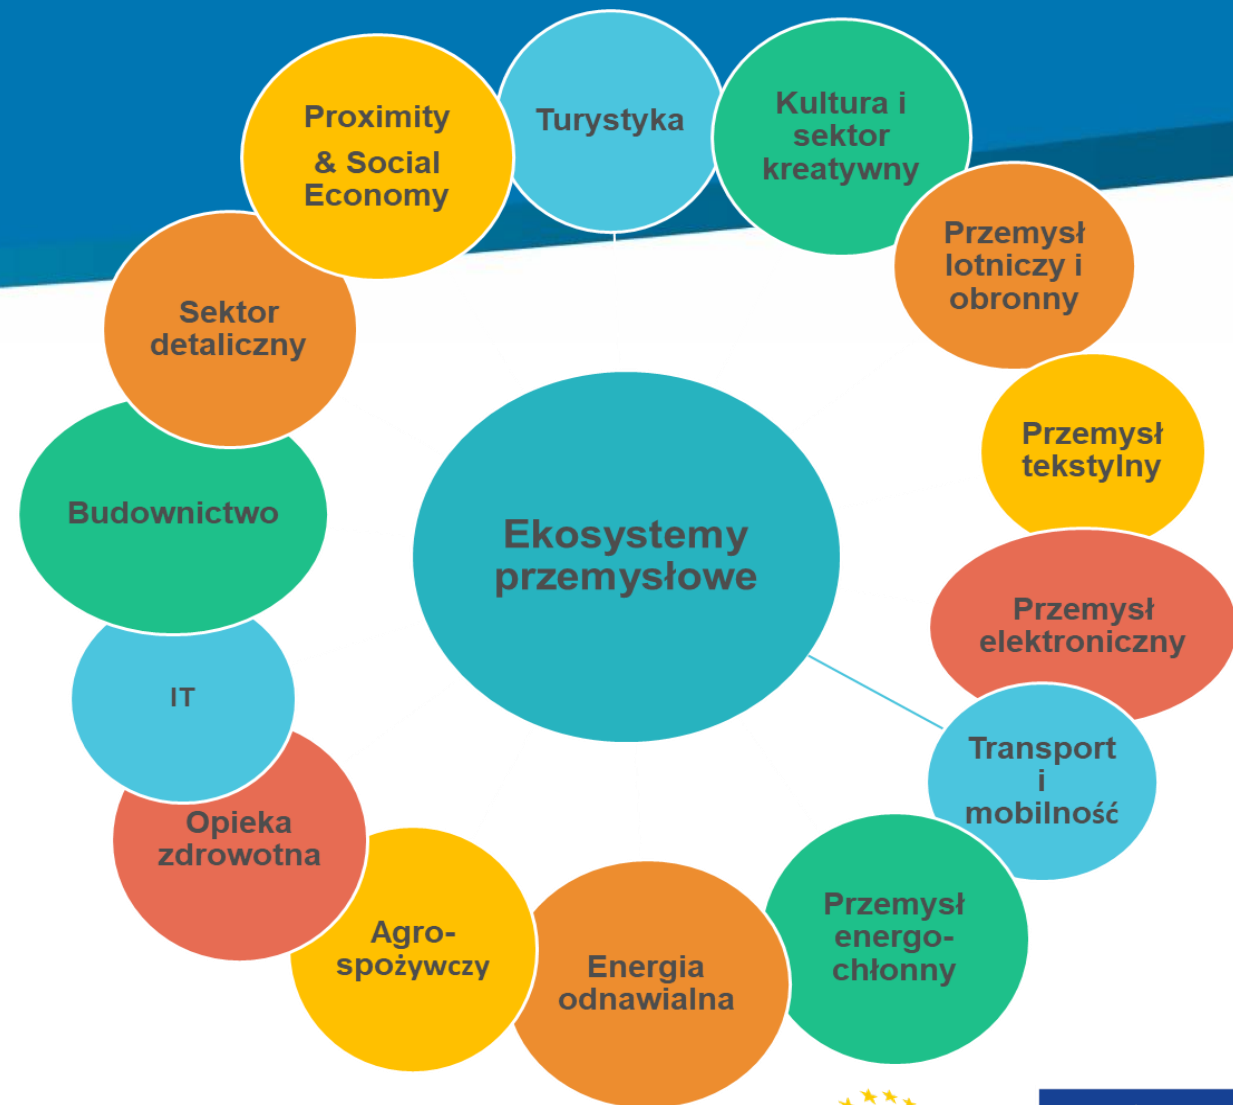 Turystyka
Kultura i
sektor
kreatywny
Przemysł
lotniczy i
obronny
Przemysł
tekstylny
Przemysł
elektroniczny
Transport
i
mobilność
Przemysł
energo-
chłonny
Energia
odnawialna
Agro-
spożywczy
Opieka
zdrowotna
IT
Budownictwo
Sektor
detaliczny
Proximity
& Social
Economy
Ekosystemy
przemysłowe